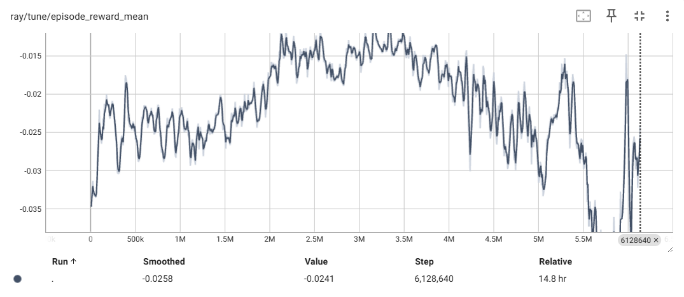 ray/tune/episode_reward_mean
-0.015
-0.02
-0.025
-0.03
-0.035
0 500k 1M 1.5M 2M 2.5M 3M 3.5M 4M 4.5M 5M 5.5M 6128640 ×
Run ↑ Smoothed Value Step Relative
. -0.0258 -0.0241 6,128,640 14.8 hr